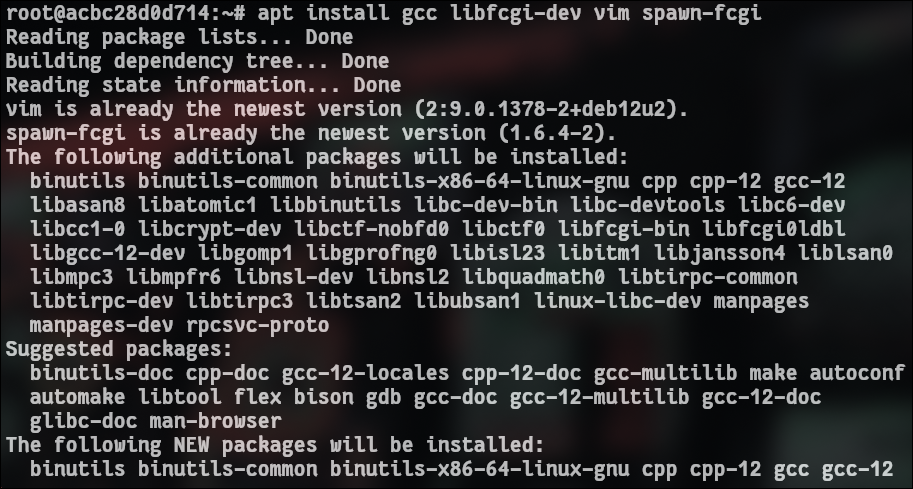 root@acbc28d0d714:~# apt install gcc libfcgi-dev vim spawn-fcgi
Reading package lists... Done
Building dependency tree... Done
Reading state information... Done
vim is already the newest version (2:9.0.1378-2+deb12u2).
spawn-fcgi is already the newest version (1.6.4-2).
The following additional packages will be installed:
  binutils binutils-common binutils-x86-64-linux-gnu cpp cpp-12 gcc-12
  libasan8 libatomic1 libbinutils libc-dev-bin libc-devtools libc6-dev
  libcc1-0 libcrypt-dev libctf-nobfd0 libctf0 libfcgi-bin libfcgi0ldbl
  libgcc-12-dev libgomp1 libgprofng0 libisl23 libitm1 libjansson4 liblsan0
  libmpc3 libmpfr6 libnsl-dev libnsl2 libquadmath0 libtirpc-common
  libtirpc-dev libtirpc3 libtsan2 libubsan1 linux-libc-dev manpages
  manpages-dev rpcsvc-proto
Suggested packages:
  binutils-doc cpp-doc gcc-12-locales cpp-12-doc gcc-multilib make autoconf
  automake libtool flex bison gdb gcc-doc gcc-12-multilib gcc-12-doc
  glibc-doc man-browser
The following NEW packages will be installed:
  binutils binutils-common binutils-x86-64-linux-gnu cpp cpp-12 gcc gcc-12